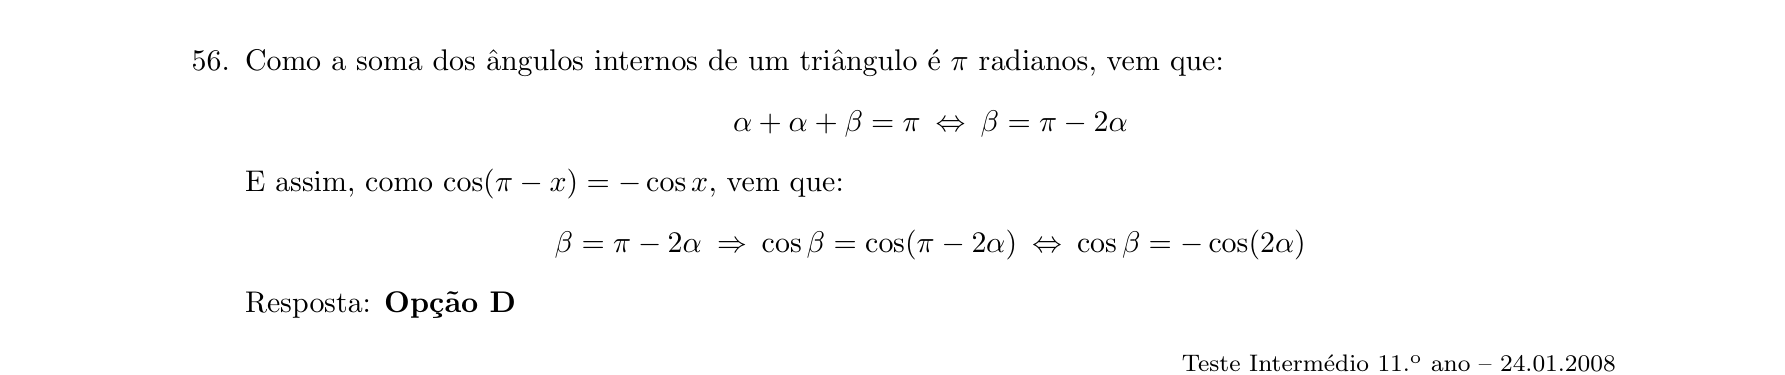 56. Como a soma dos ângulos internos de um triângulo é π radianos, vem que:
α + α + β = π ⇔ β = π − 2α
E assim, como cos(π − x) = − cos x, vem que:
β = π − 2α ⇒ cos β = cos(π − 2α) ⇔ cos β = − cos(2α)
Resposta: Opção D
Teste Intermédio 11.º ano – 24.01.2008